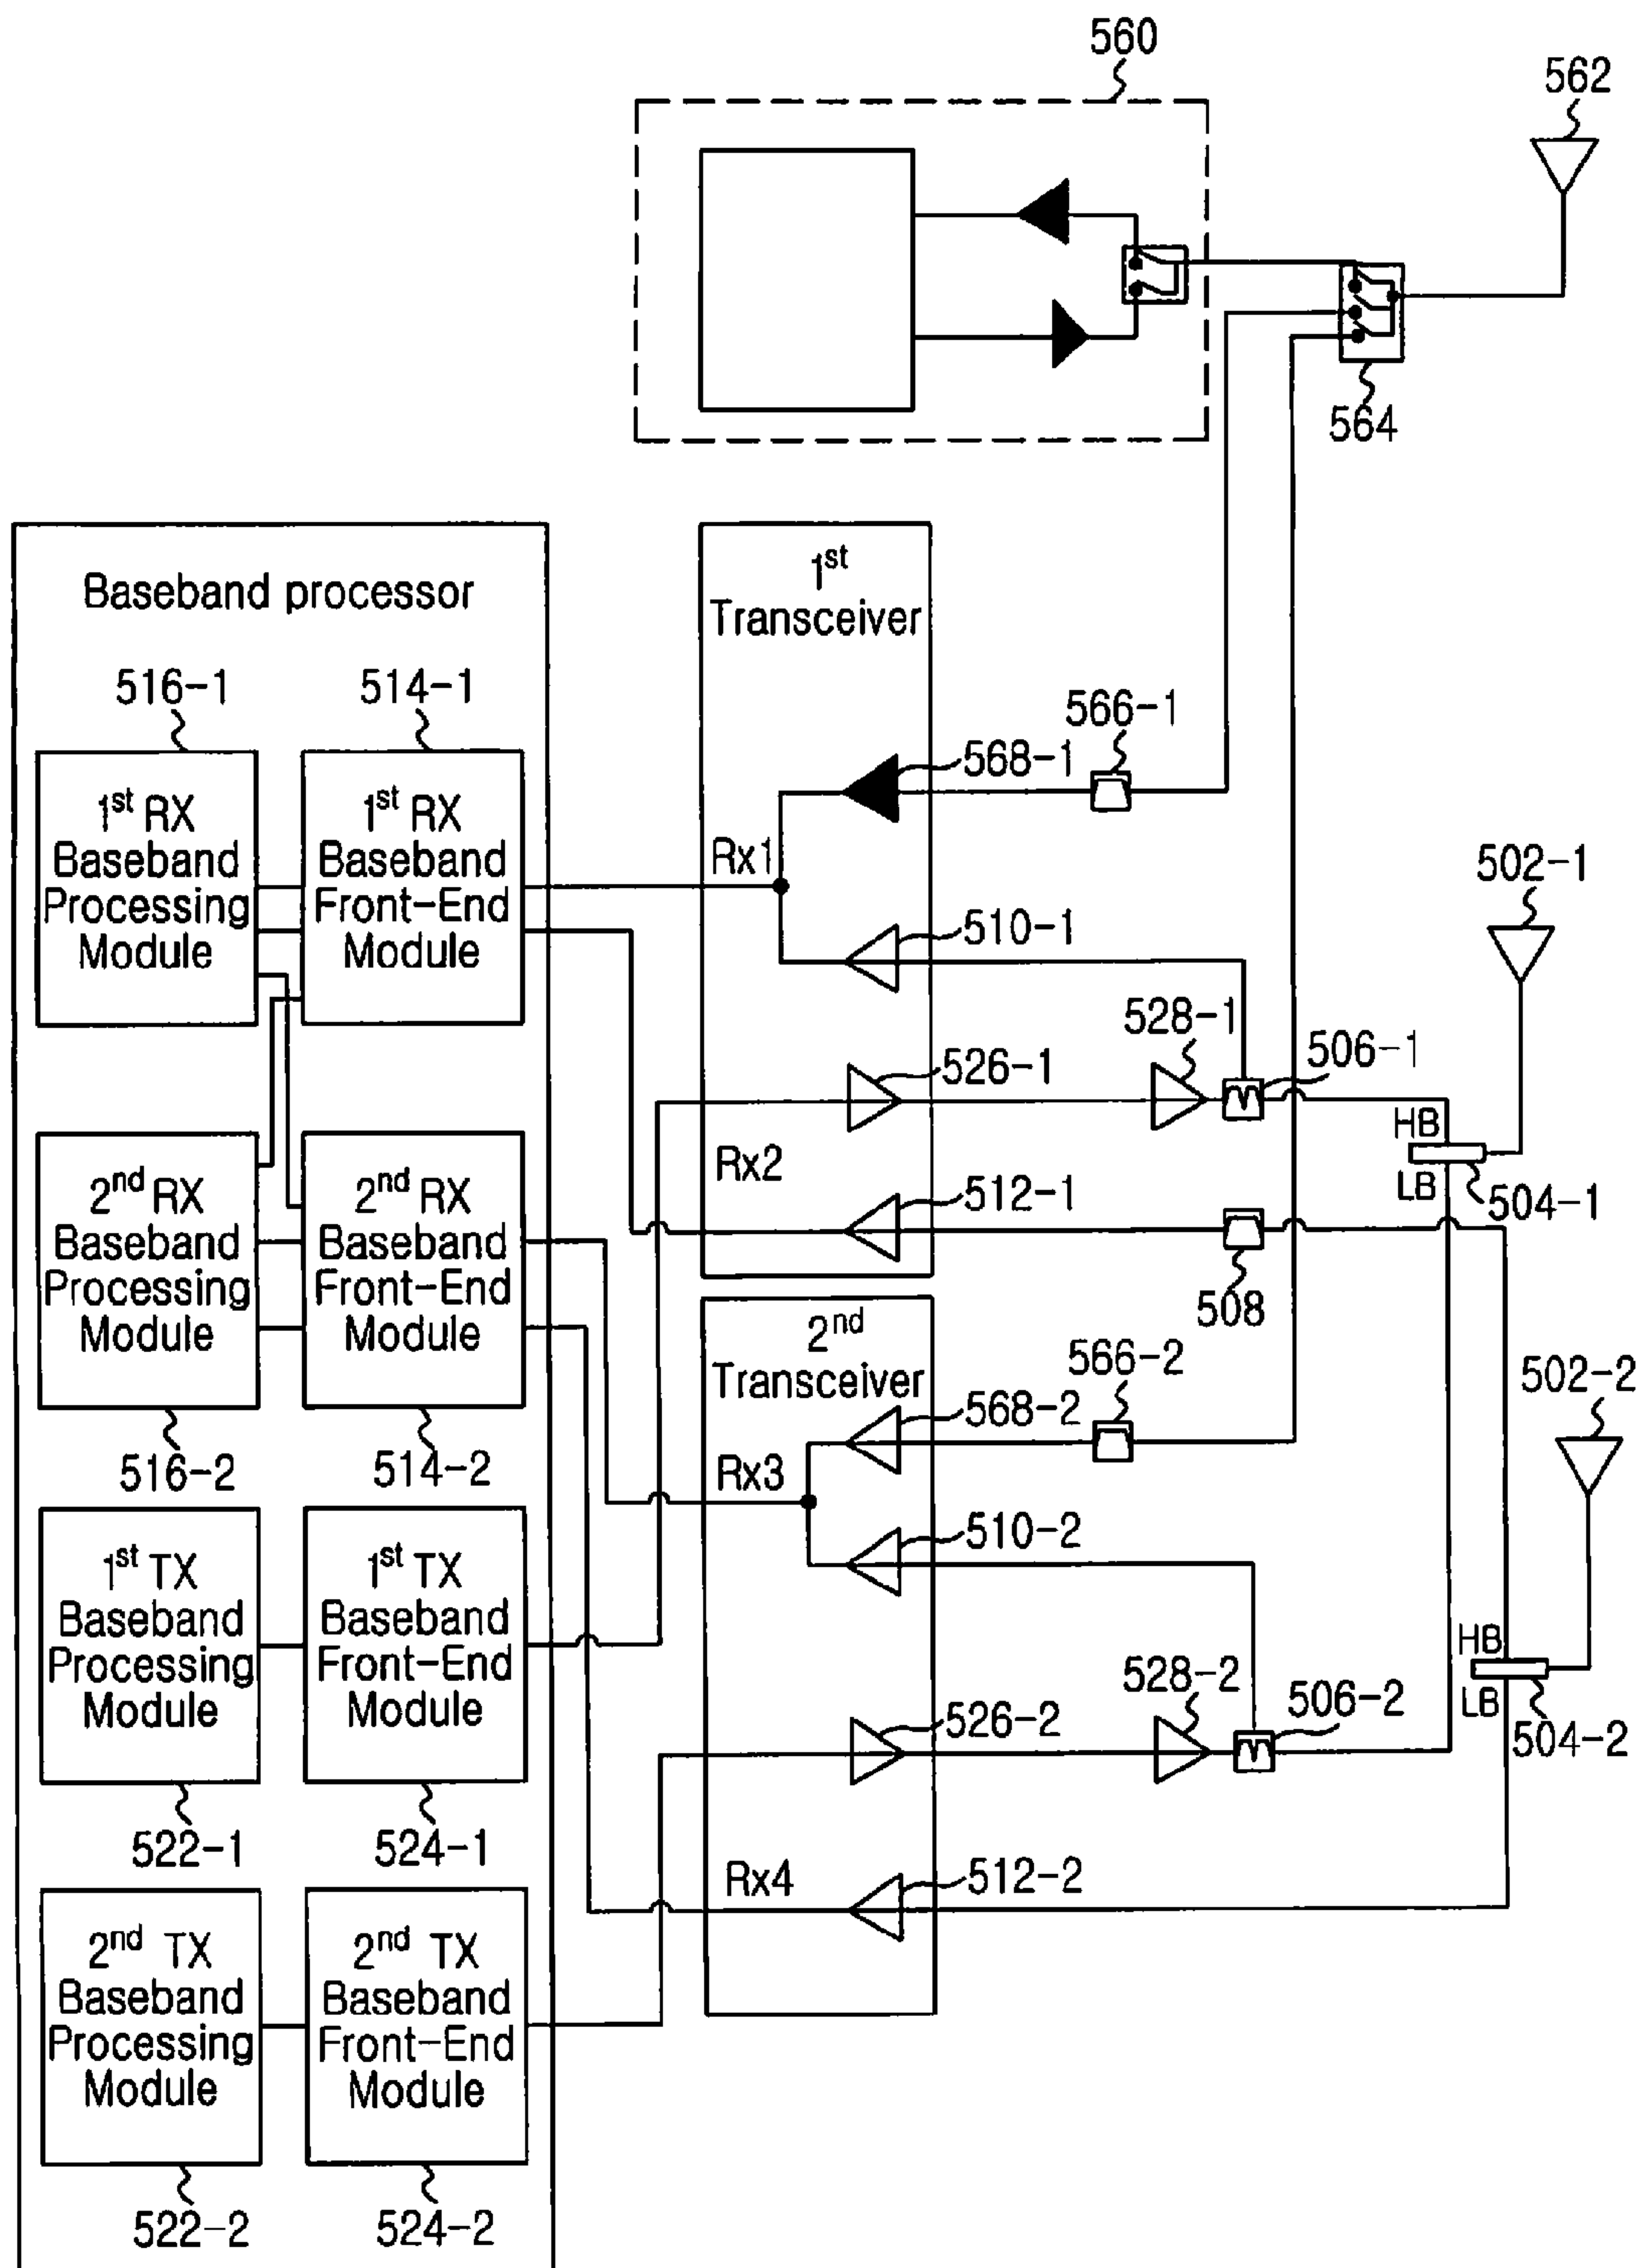 560
562
564
Baseband processor
1st
Transceiver
516-1
514-1
566-1
568-1
1st RX
Baseband
Processing
Module
1st RX
Baseband
Front-End
Module
Rx1
502-1
510-1
528-1
526-1
506-1
HB
LB
504-1
Rx2
512-1
508
2nd RX
Baseband
Processing
Module
2nd RX
Baseband
Front-End
Module
2nd
Transceiver
566-2
568-2
502-2
516-2
514-2
Rx3
510-2
1st TX
Baseband
Processing
Module
1st TX
Baseband
Front-End
Module
HB
LB
504-2
528-2
526-2
506-2
522-1
524-1
Rx4
512-2
2nd TX
Baseband
Processing
Module
2nd TX
Baseband
Front-End
Module
522-2
524-2